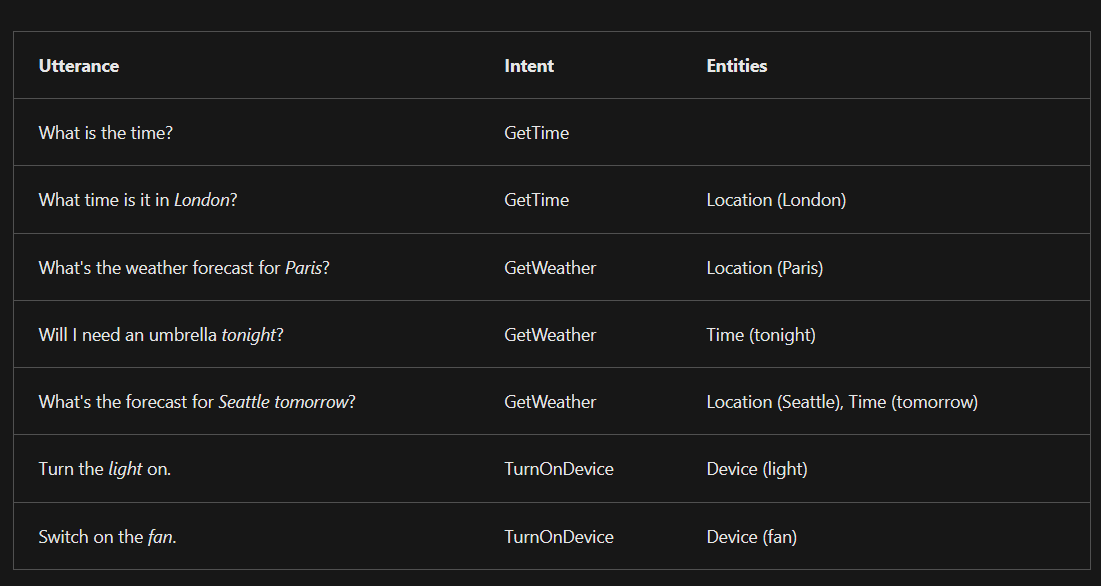 Utterance Intent Entities
What is the time? GetTime
What time is it in London? GetTime Location (London)
What's the weather forecast for Paris? GetWeather Location (Paris)
Will I need an umbrella tonight? GetWeather Time (tonight)
What's the forecast for Seattle tomorrow? GetWeather Location (Seattle), Time (tomorrow)
Turn the light on. TurnOnDevice Device (light)
Switch on the fan. TurnOnDevice Device (fan)